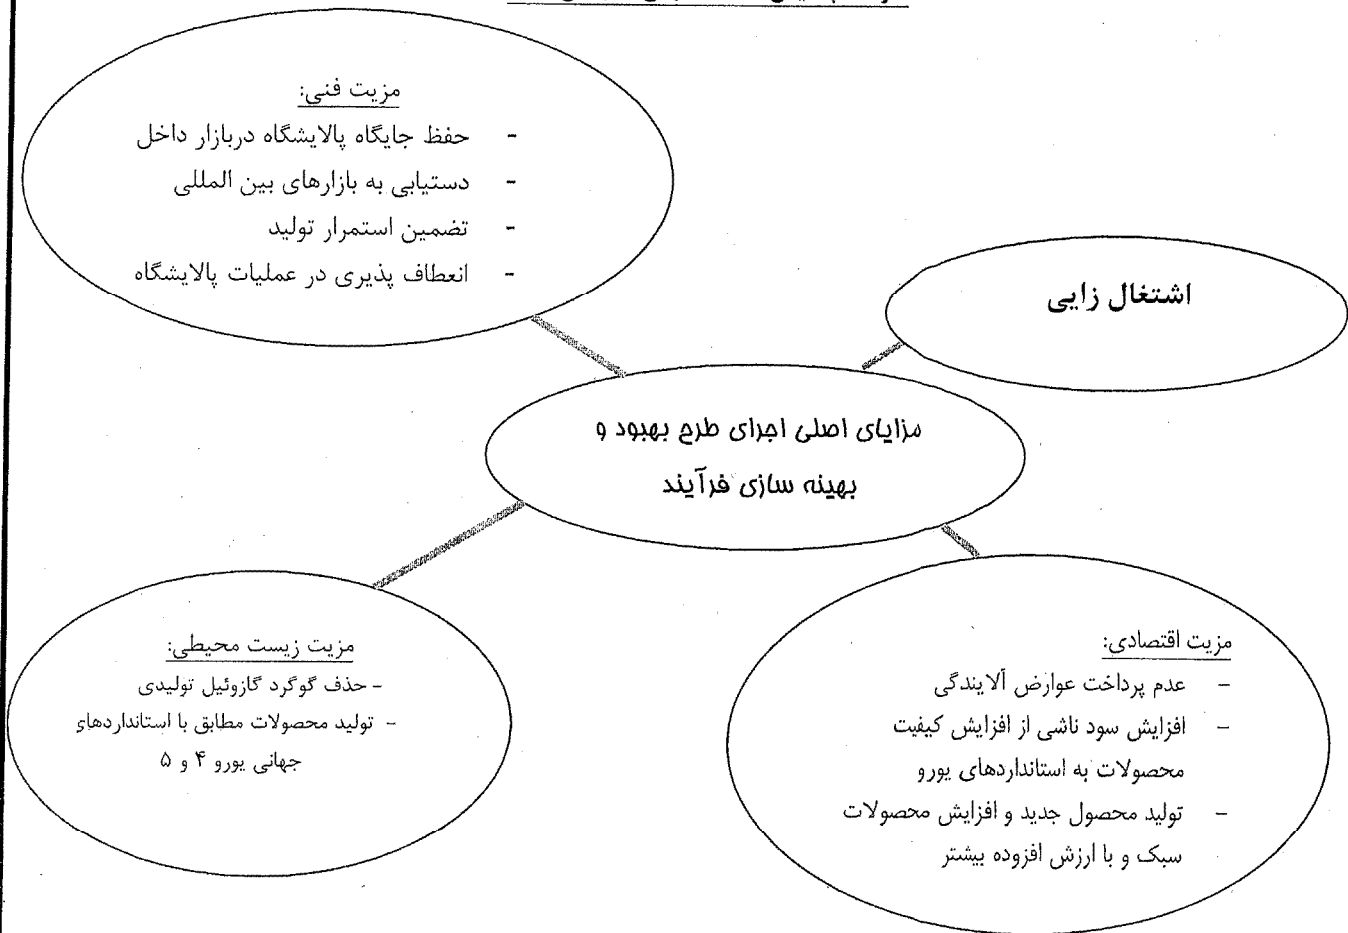 مزیت فنی:
- حفظ جایگاه پالایشگاه دربازار داخل
- دستیابی به بازارهای بین المللی
- تضمین استمرار تولید
- انعطاف پذیری در عملیات پالایشگاه
اشتغال زایی
مزایای اصلی اجرای طرح بهبود و
بهینه سازی فرآیند
مزیت اقتصادی:
- عدم پرداخت عوارض آلایندگی
- افزایش سود ناشی از افزایش کیفیت
محصولات به استانداردهای یورو
- تولید محصول جدید و افزایش محصولات
سبک و با ارزش افزوده بیشتر
مزیت زیست محیطی:
- حذف گوگرد گازوئیل تولیدی
- تولید محصولات مطابق با استانداردهای
جهانی یورو ۴ و ۵